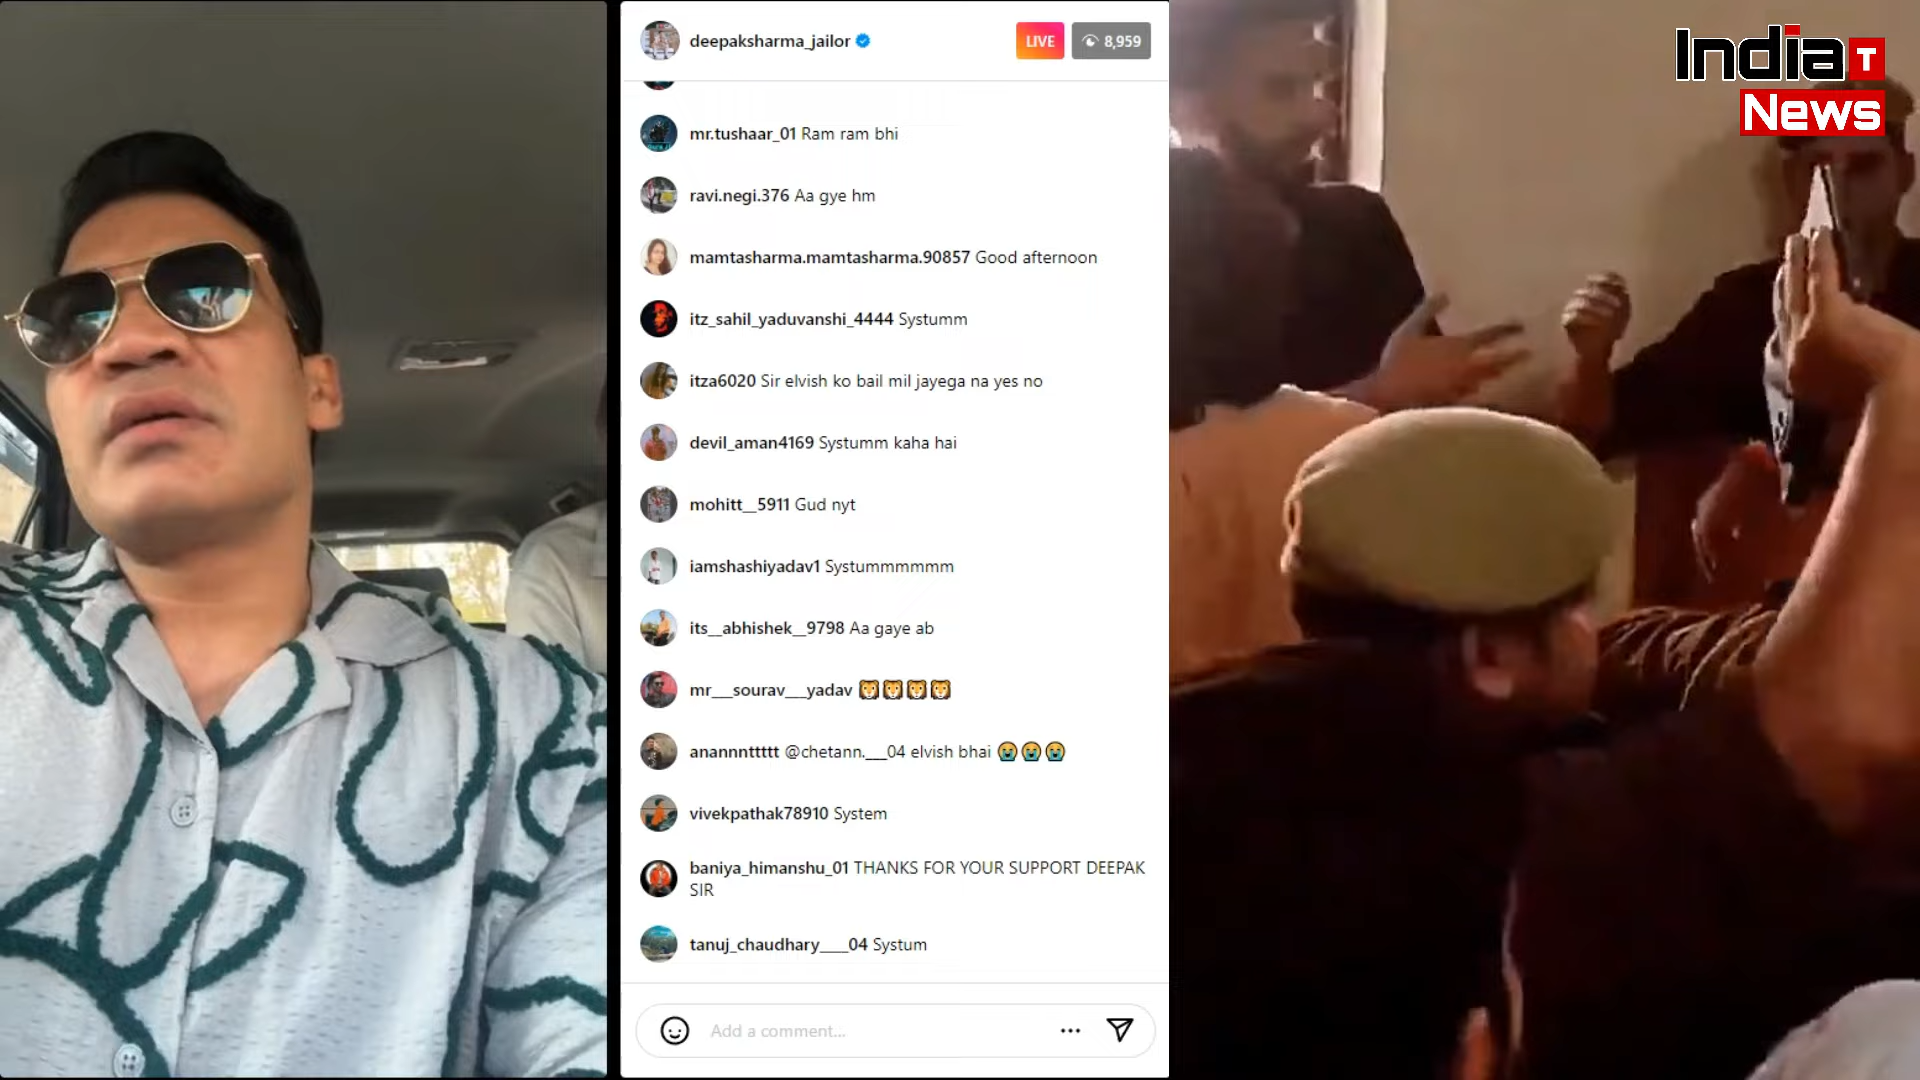 deepaksharma_jailor
LIVE
8,959
mr.tushaar_01 Ram ram bhi
ravi.negi.376 Aa gye hm
mamtasharma.mamtasharma.90857 Good afternoon
itz_sahil_yaduvanshi_4444 Systumm
itza6020 Sir elvish ko bail mil jayega na yes no
devil_aman4169 Systumm kaha hai
mohitt__5911 Gud nyt
iamshashiyadav1 Systummmmmm
its__abhishek__9798 Aa gaye ab
mr___sourav___yadav 🦁🦁🦁🦁
anannnttttt @chetann.___04 elvish bhai 😭😭😭
vivekpathak78910 System
baniya_himanshu_01 THANKS FOR YOUR SUPPORT DEEPAK
SIR
tanuj_chaudhary____04 Systum
Add a comment...
India T
News